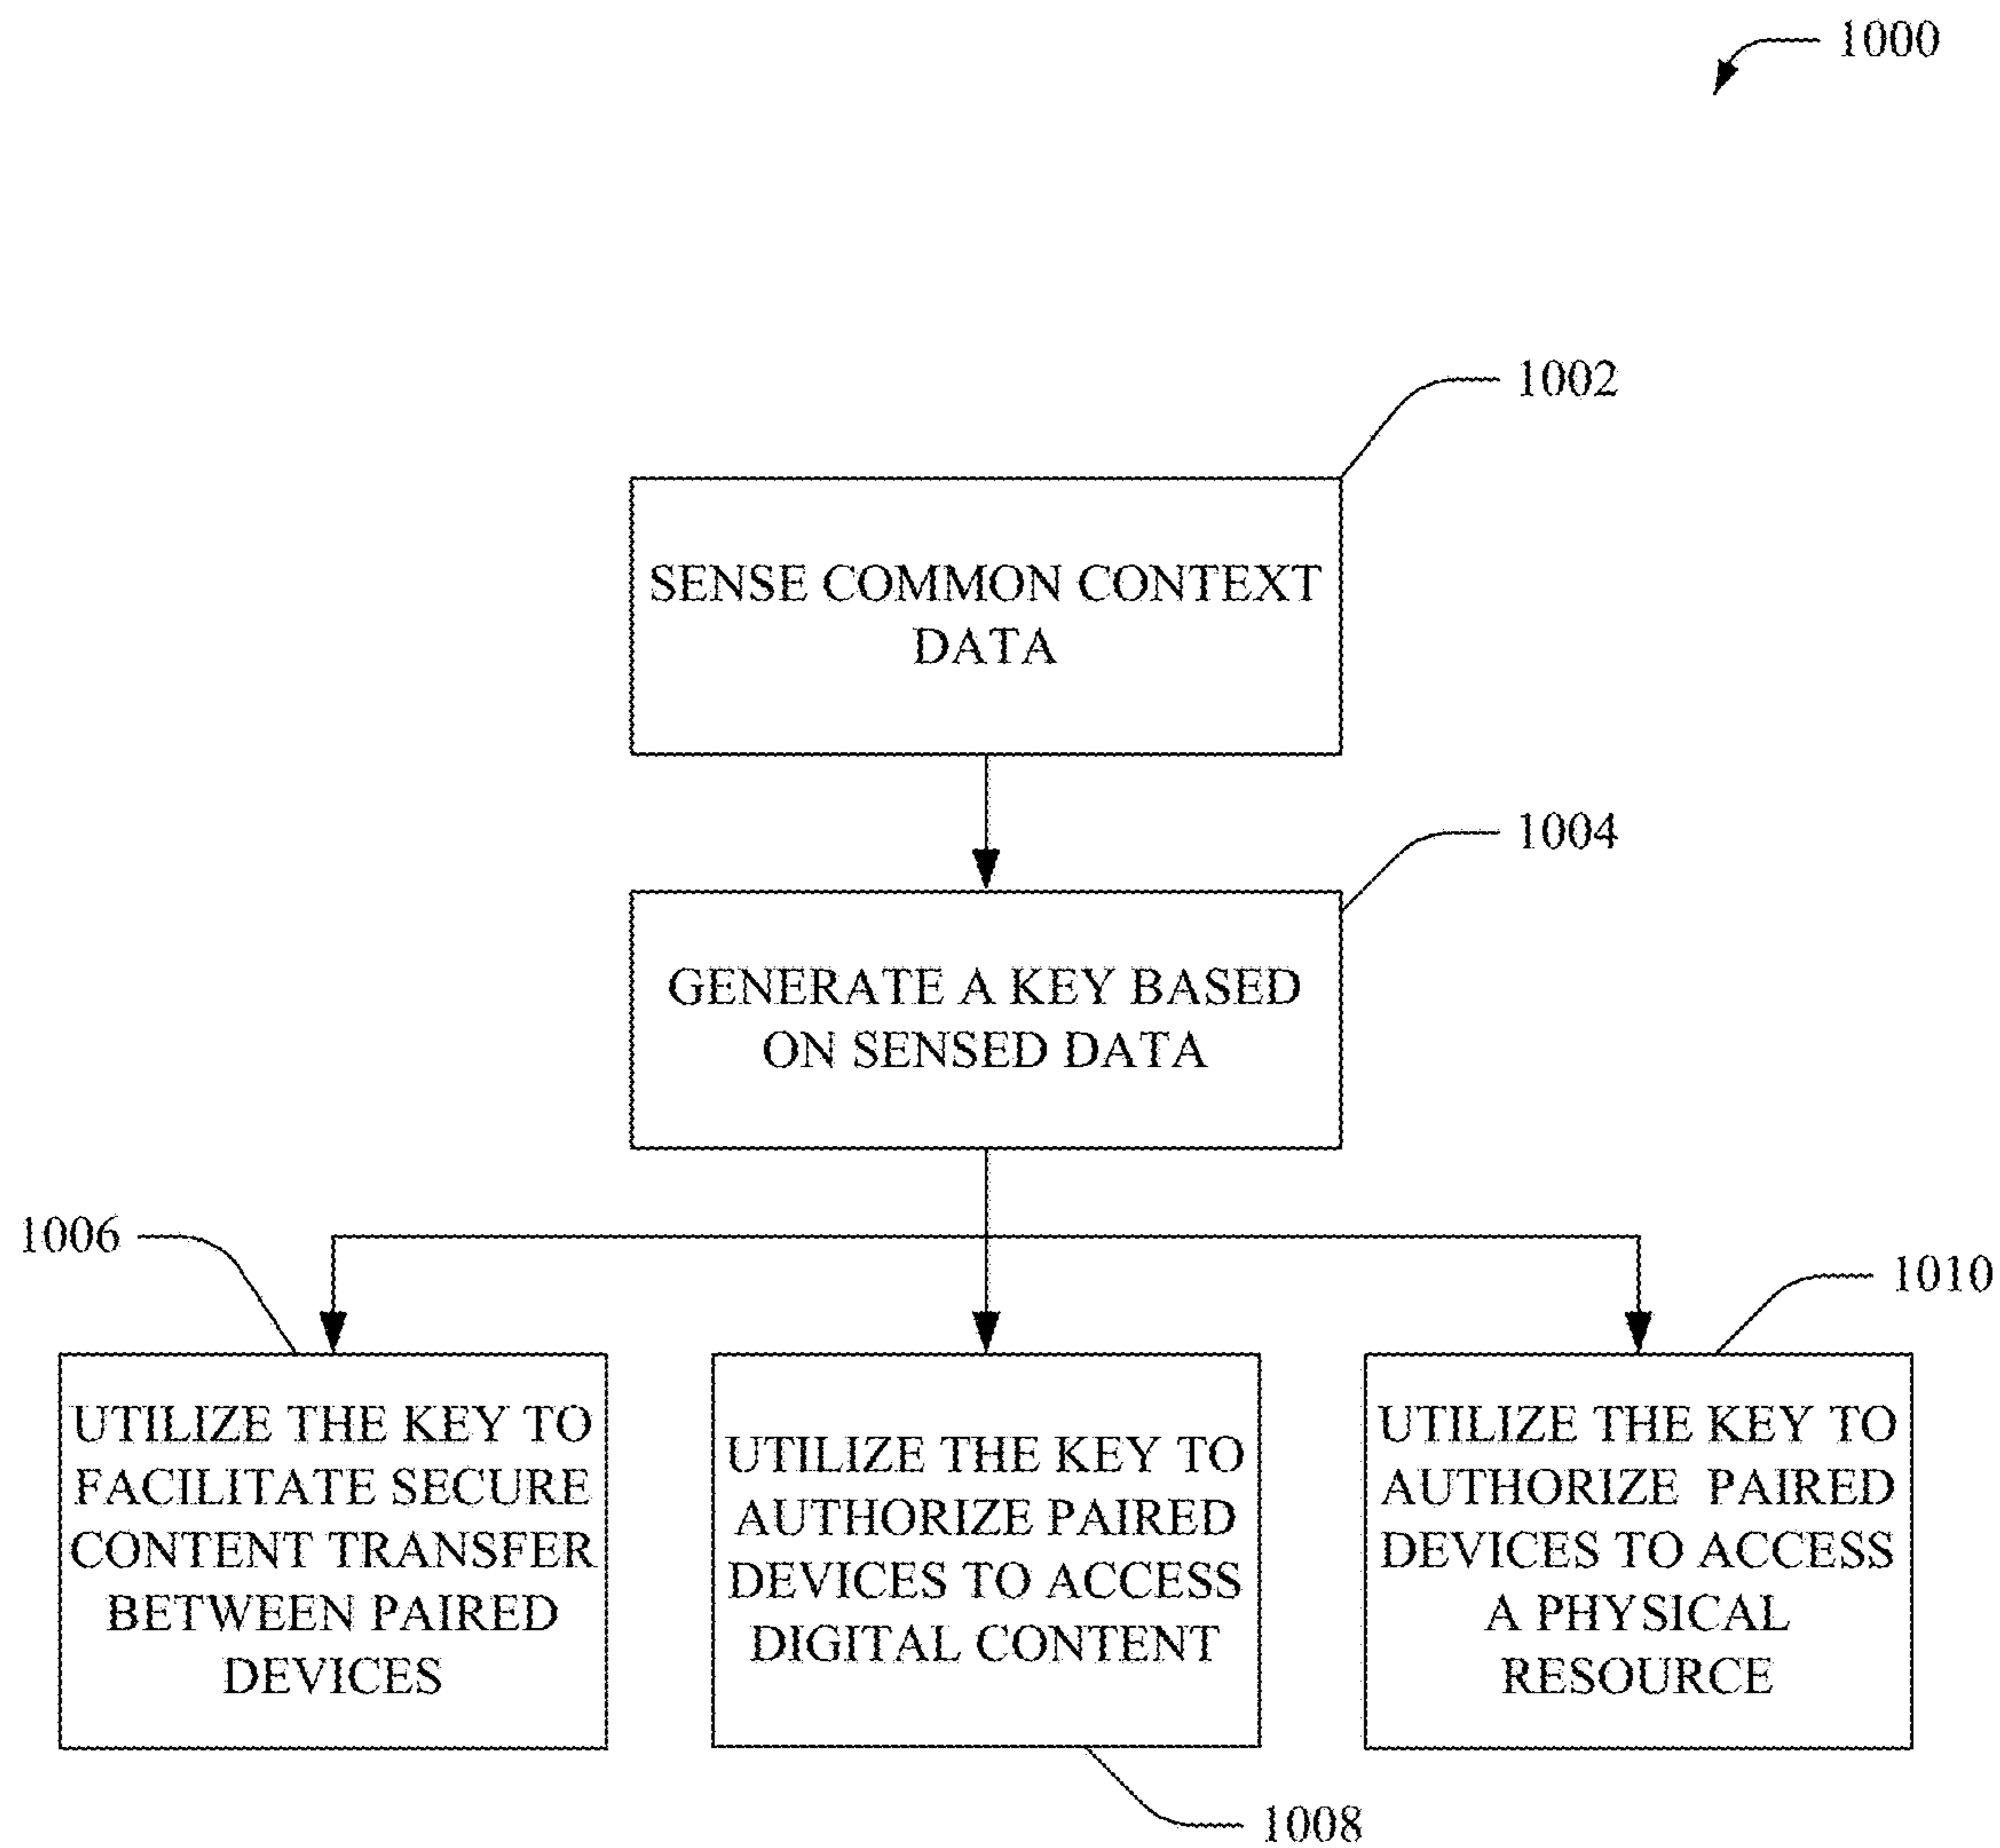 1000
1002
SENSE COMMON CONTEXT
DATA
1004
GENERATE A KEY BASED
ON SENSED DATA
1006
1010
UTILIZE THE KEY TO
FACILITATE SECURE
CONTENT TRANSFER
BETWEEN PAIRED
DEVICES
UTILIZE THE KEY TO
AUTHORIZE PAIRED
DEVICES TO ACCESS
DIGITAL CONTENT
UTILIZE THE KEY TO
AUTHORIZE PAIRED
DEVICES TO ACCESS
A PHYSICAL
RESOURCE
1008